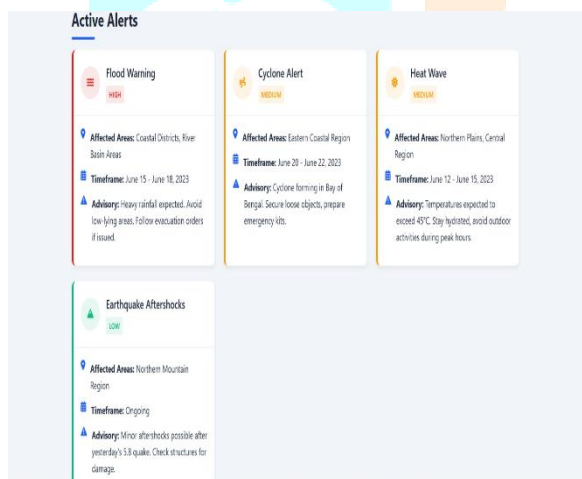 Active Alerts
Flood Warning
HIGH
Affected Areas: Coastal Districts, River
Basin Areas
Timeframe: June 15 - June 18, 2023
Advisory: Heavy rainfall expected. Avoid
low-lying areas. Follow evacuation orders
if issued.
Cyclone Alert
MEDIUM
Affected Areas: Eastern Coastal Region
Timeframe: June 20 - June 22, 2023
Advisory: Cyclone forming in Bay of
Bengal. Secure loose objects, prepare
emergency kits.
Heat Wave
MEDIUM
Affected Areas: Northern Plains, Central
Region
Timeframe: June 12 - June 15, 2023
Advisory: Temperatures expected to
exceed 45°C. Stay hydrated, avoid outdoor
activities during peak hours.
Earthquake Aftershocks
LOW
Affected Areas: Northern Mountain
Region
Timeframe: Ongoing
Advisory: Minor aftershocks possible after
yesterday's 5.8 quake. Check structures for
damage.